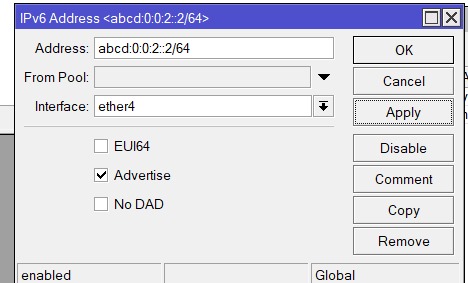 IPv6 Address <abcd:0:0:2::2/64>
Address: abcd:0:0:2::2/64
OK
From Pool:
Cancel
Interface: ether4
Apply
EUI64
Disable
Advertise
Comment
No DAD
Copy
Remove
enabled
Global